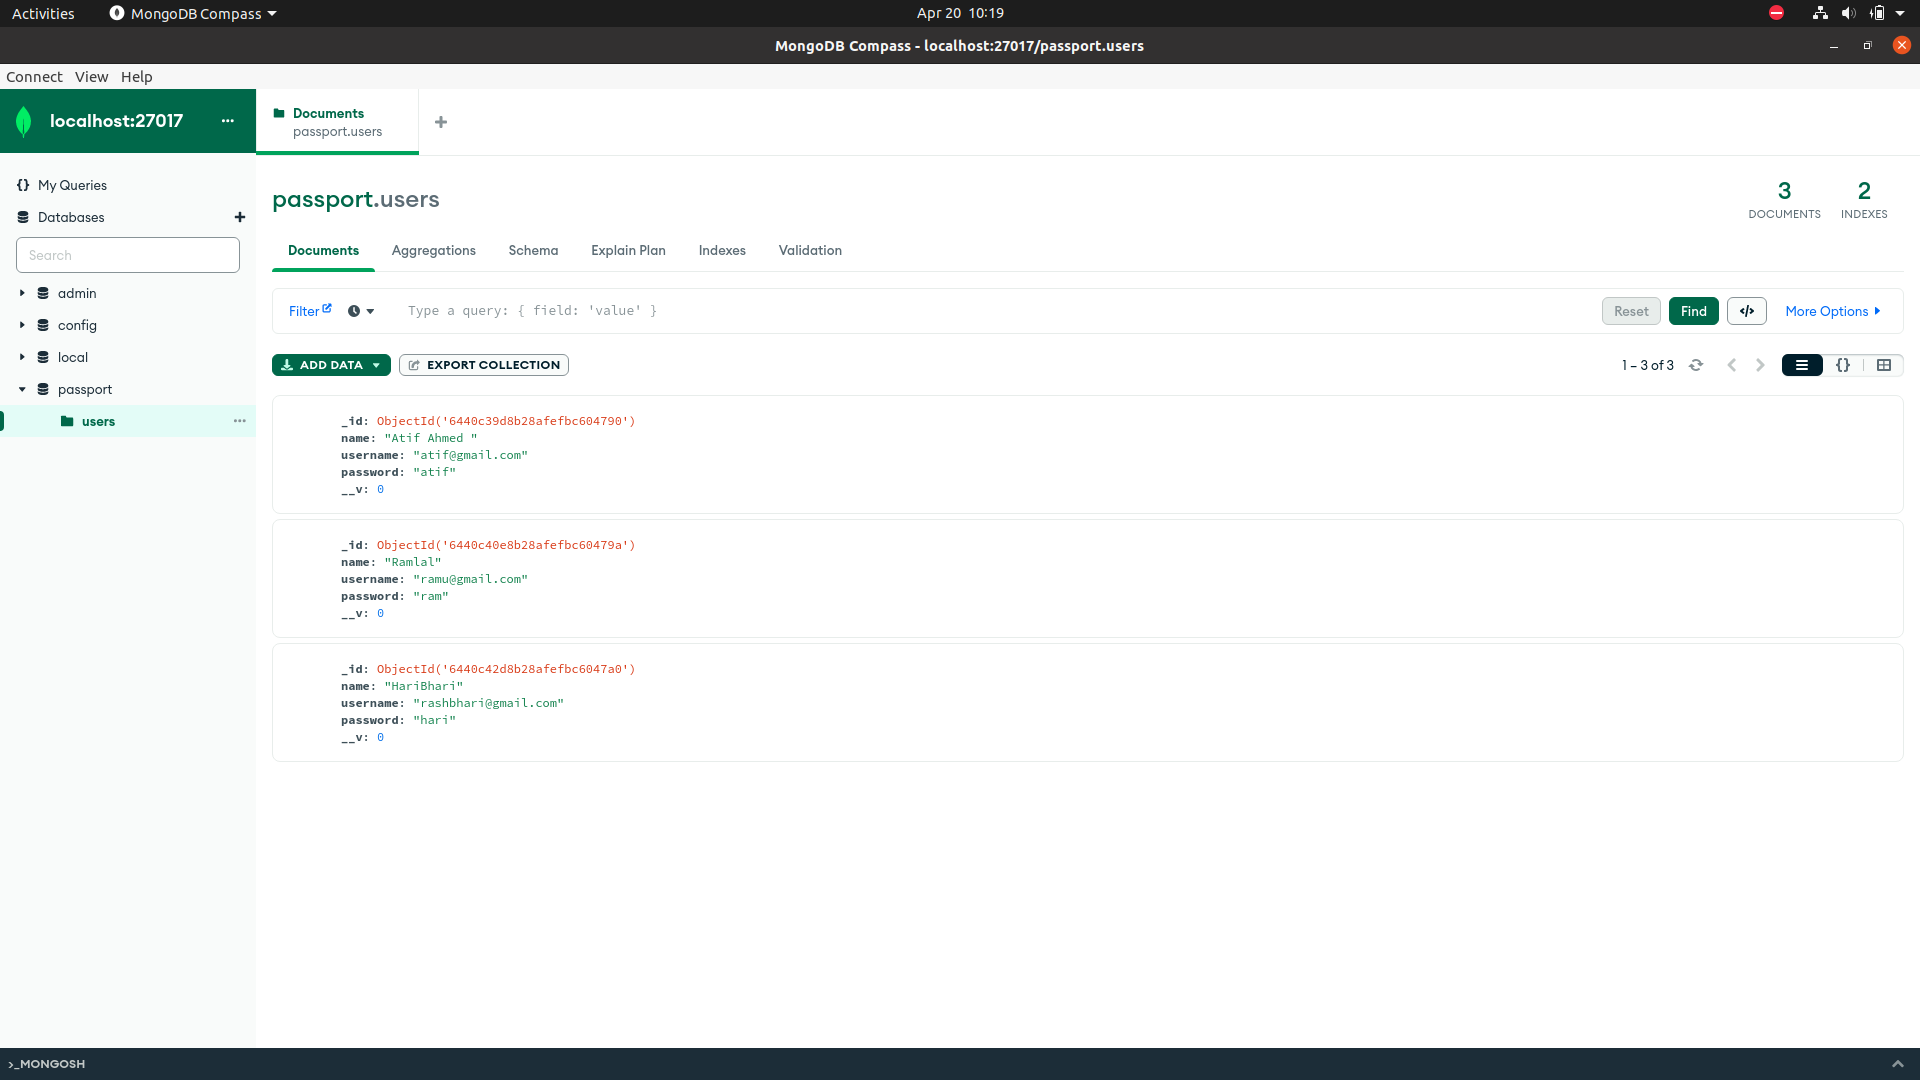 Activities
MongoDB Compass
Apr 20 10:19
MongoDB Compass - localhost:27017/passport.users
Connect View Help
localhost:27017 ...
Documents
passport.users
+
{} My Queries
Databases +
Search
admin
config
local
passport
users ...
passport.users
3
DOCUMENTS
2
INDEXES
Documents Aggregations Schema Explain Plan Indexes Validation
Filter
Type a query: { field: 'value' }
Reset Find </> More Options
ADD DATA EXPORT COLLECTION
1 – 3 of 3
{}
_id: ObjectId('6440c39d8b28afefbc604790')
name: "Atif Ahmed "
username: "atif@gmail.com"
password: "atif"
__v: 0
_id: ObjectId('6440c40e8b28afefbc60479a')
name: "Ramlal"
username: "ramu@gmail.com"
password: "ram"
__v: 0
_id: ObjectId('6440c42d8b28afefbc6047a0')
name: "HariBhari"
username: "rashbhari@gmail.com"
password: "hari"
__v: 0
>_MONGOSH